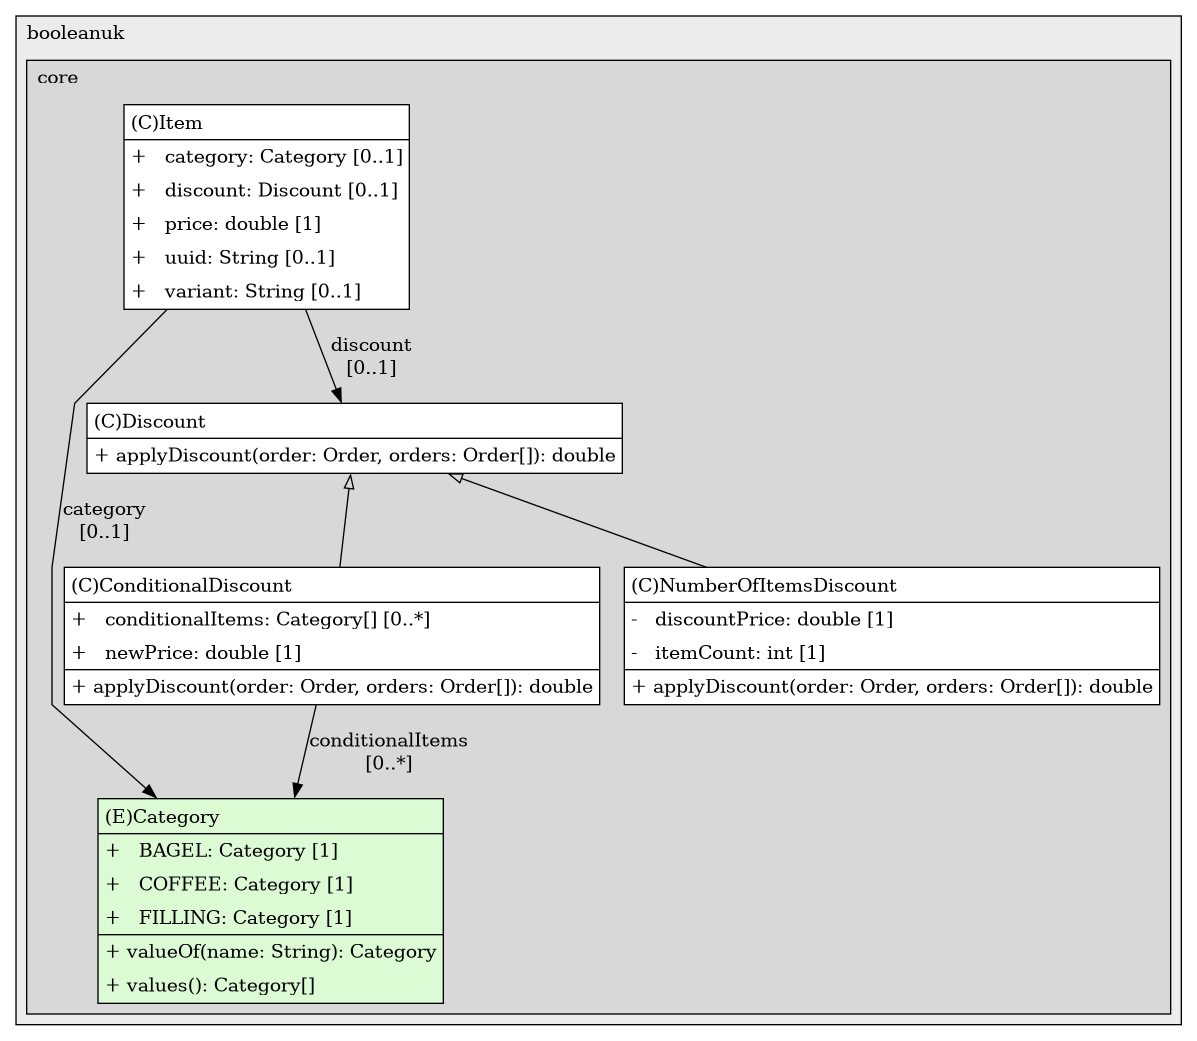 booleanuk
core
(C)Item
+ category: Category [0..1]
+ discount: Discount [0..1]
+ price: double [1]
+ uuid: String [0..1]
+ variant: String [0..1]
discount
[0..1]
(C)Discount
+ applyDiscount(order: Order, orders: Order[]): double
category
[0..1]
(C)ConditionalDiscount
+ conditionalItems: Category[] [0..*]
+ newPrice: double [1]
+ applyDiscount(order: Order, orders: Order[]): double
(C)NumberOfItemsDiscount
- discountPrice: double [1]
- itemCount: int [1]
+ applyDiscount(order: Order, orders: Order[]): double
conditionalItems
[0..*]
(E)Category
+ BAGEL: Category [1]
+ COFFEE: Category [1]
+ FILLING: Category [1]
+ valueOf(name: String): Category
+ values(): Category[]